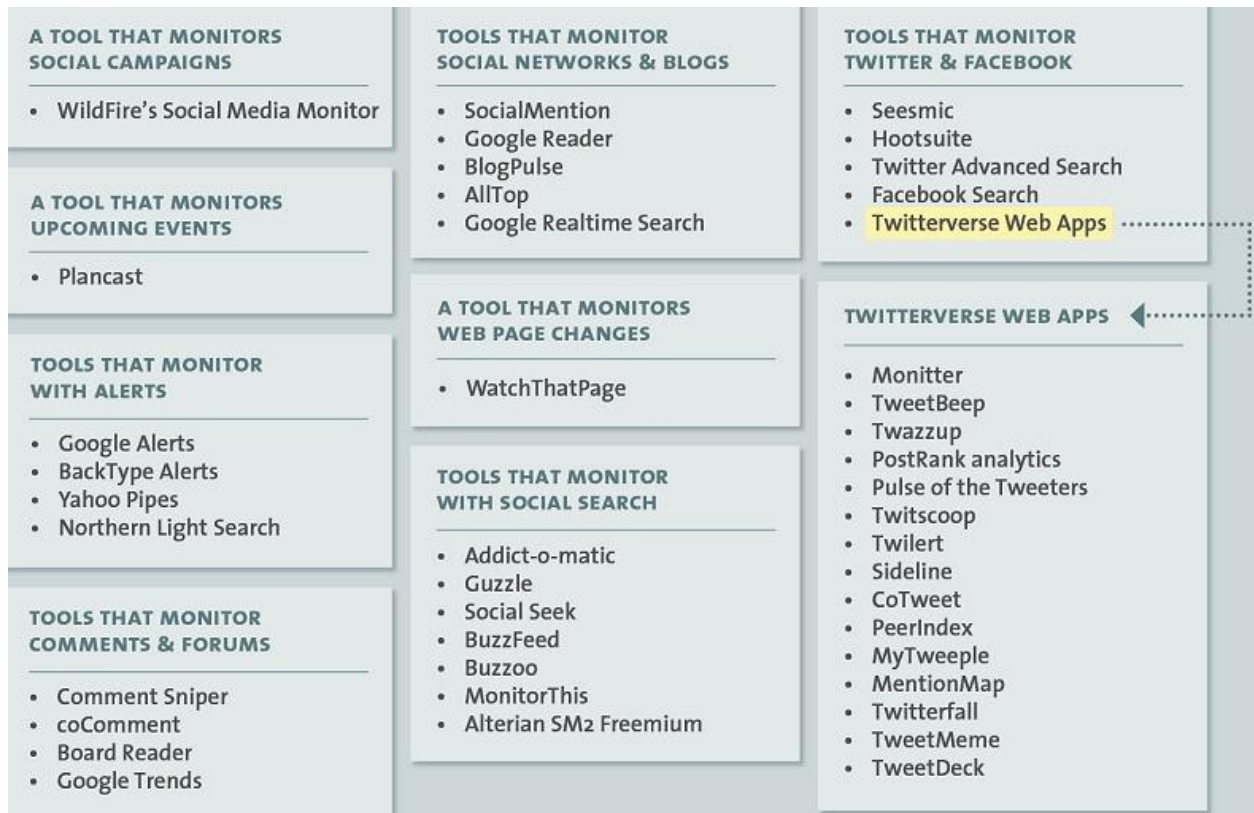 A TOOL THAT MONITORS
SOCIAL CAMPAIGNS
• WildFire's Social Media Monitor
A TOOL THAT MONITORS
UPCOMING EVENTS
• Plancast
TOOLS THAT MONITOR
WITH ALERTS
• Google Alerts
• BackType Alerts
• Yahoo Pipes
• Northern Light Search
TOOLS THAT MONITOR
COMMENTS & FORUMS
• Comment Sniper
• coComment
• Board Reader
• Google Trends
TOOLS THAT MONITOR
SOCIAL NETWORKS & BLOGS
• SocialMention
• Google Reader
• BlogPulse
• AllTop
• Google Realtime Search
A TOOL THAT MONITORS
WEB PAGE CHANGES
• WatchThatPage
TOOLS THAT MONITOR
WITH SOCIAL SEARCH
• Addict-o-matic
• Guzzle
• Social Seek
• BuzzFeed
• Buzzoo
• MonitorThis
• Alterian SM2 Freemium
TOOLS THAT MONITOR
TWITTER & FACEBOOK
• Seesmic
• Hootsuite
• Twitter Advanced Search
• Facebook Search
• Twitterverse Web Apps
TWITTERVERSE WEB APPS
• Monitter
• TweetBeep
• Twazzup
• PostRank analytics
• Pulse of the Tweeters
• Twitscoop
• Twilert
• Sideline
• CoTweet
• PeerIndex
• MyTweeple
• MentionMap
• Twitterfall
• TweetMeme
• TweetDeck